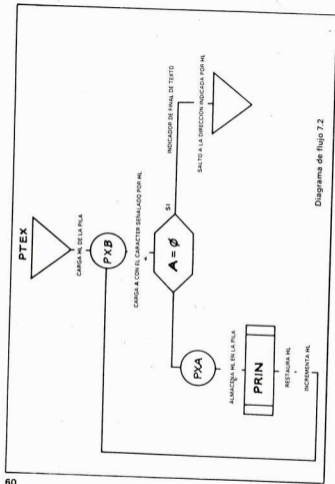 PTEX
CARGA HL DE LA PILA
PXB
CARGA A CON EL CARACTER SEÑALADO POR HL
A = Ø
SI
INDICADOR DE FINAL DE TEXTO
SALTO A LA DIRECCION INDICADA POR HL
PXA
ALMACENA HL EN LA PILA
PRIN
RESTAURA HL
INCREMENTA HL
Diagrama de flujo 7.2
60